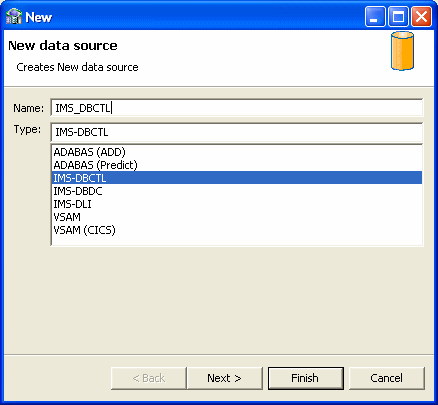 New
New data source
Creates New data source
Name: IMS_DBCTL
Type: IMS-DBCTL
ADABAS (ADD)
ADABAS (Predict)
IMS-DBCTL
IMS-DBDC
IMS-DLI
VSAM
VSAM (CICS)
< Back Next > Finish Cancel